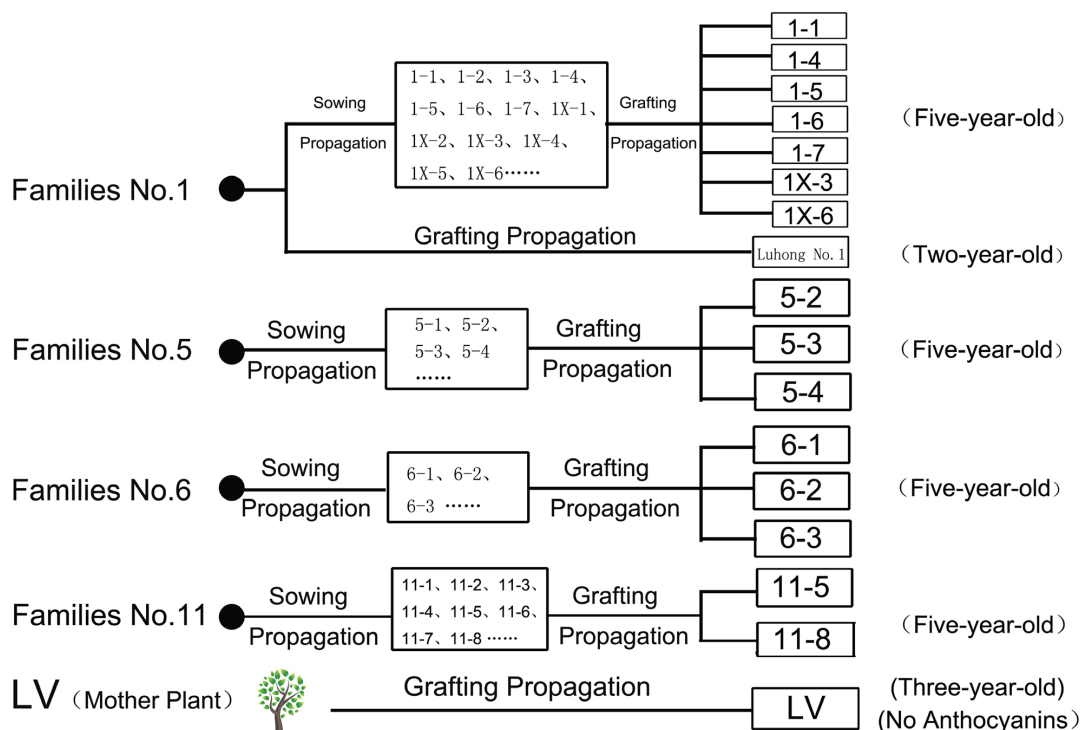 Families No.1
Sowing
Propagation
1-1、1-2、1-3、1-4、
1-5、1-6、1-7、1X-1、
1X-2、1X-3、1X-4、
1X-5、1X-6……
Grafting
Propagation
1-1
1-4
1-5
1-6
1-7
1X-3
1X-6
（Five-year-old）
Grafting Propagation
Luhong No.1
（Two-year-old）
Families No.5
Sowing
Propagation
5-1、5-2、
5-3、5-4
……
Grafting
Propagation
5-2
5-3
5-4
（Five-year-old）
Families No.6
Sowing
Propagation
6-1、6-2、
6-3 ……
Grafting
Propagation
6-1
6-2
6-3
（Five-year-old）
Families No.11
Sowing
Propagation
11-1、11-2、11-3、
11-4、11-5、11-6、
11-7、11-8 ……
Grafting
Propagation
11-5
11-8
（Five-year-old）
LV（Mother Plant）
Grafting Propagation
LV
(Three-year-old)
(No Anthocyanins）